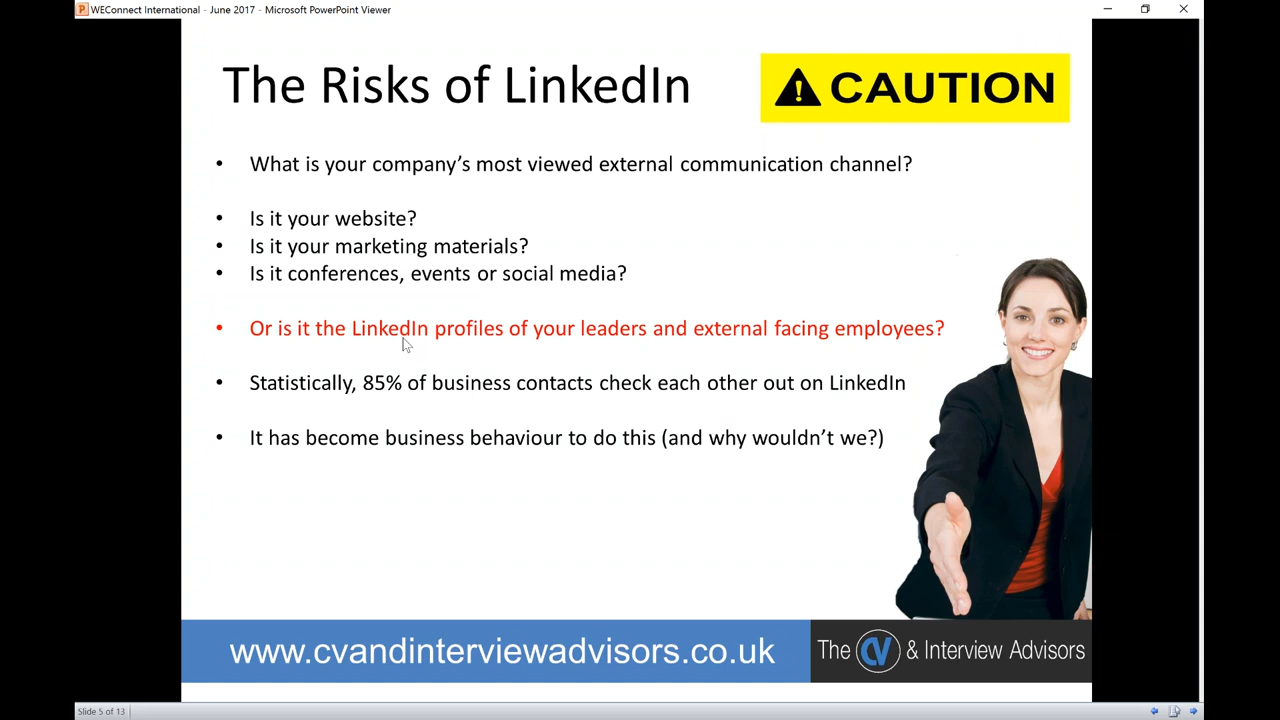 WEConnect International - June 2017 - Microsoft PowerPoint Viewer
The Risks of LinkedIn
CAUTION
• What is your company’s most viewed external communication channel?
• Is it your website?
• Is it your marketing materials?
• Is it conferences, events or social media?
• Or is it the LinkedIn profiles of your leaders and external facing employees?
• Statistically, 85% of business contacts check each other out on LinkedIn
• It has become business behaviour to do this (and why wouldn’t we?)
www.cvandinterviewadvisors.co.uk
The CV & Interview Advisors
Slide 5 of 13